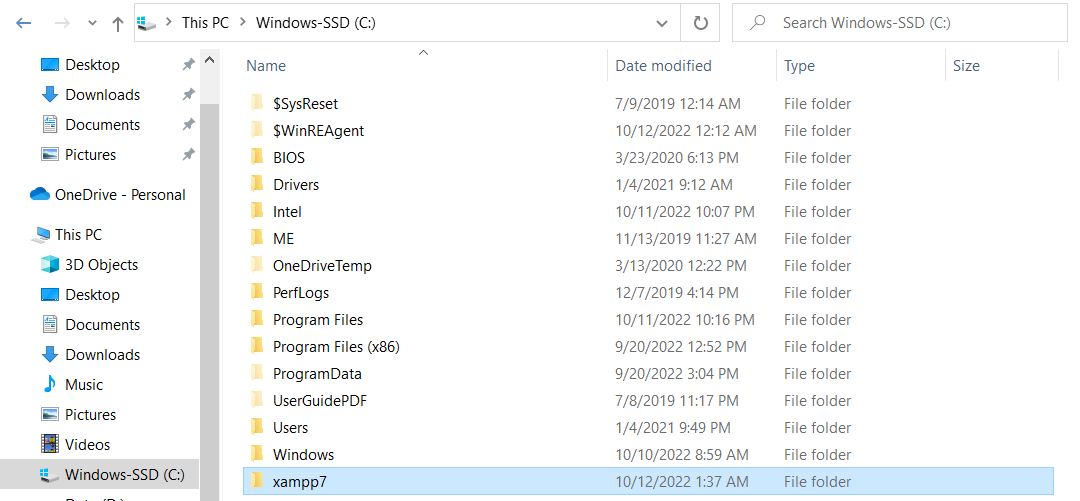 This PC > Windows-SSD (C:)
Search Windows-SSD (C:)
Desktop
Downloads
Documents
Pictures
OneDrive - Personal
This PC
3D Objects
Desktop
Documents
Downloads
Music
Pictures
Videos
Windows-SSD (C:)
Name Date modified Type Size
$SysReset 7/9/2019 12:14 AM File folder
$WinREAgent 10/12/2022 12:12 AM File folder
BIOS 3/23/2020 6:13 PM File folder
Drivers 1/4/2021 9:12 AM File folder
Intel 10/11/2022 10:07 PM File folder
ME 11/13/2019 11:27 AM File folder
OneDriveTemp 3/13/2020 12:22 PM File folder
PerfLogs 12/7/2019 4:14 PM File folder
Program Files 10/11/2022 10:16 PM File folder
Program Files (x86) 9/20/2022 12:52 PM File folder
ProgramData 9/20/2022 3:04 PM File folder
UserGuidePDF 7/8/2019 11:17 PM File folder
Users 1/4/2021 9:49 PM File folder
Windows 10/10/2022 8:59 AM File folder
xampp7 10/12/2022 1:37 AM File folder